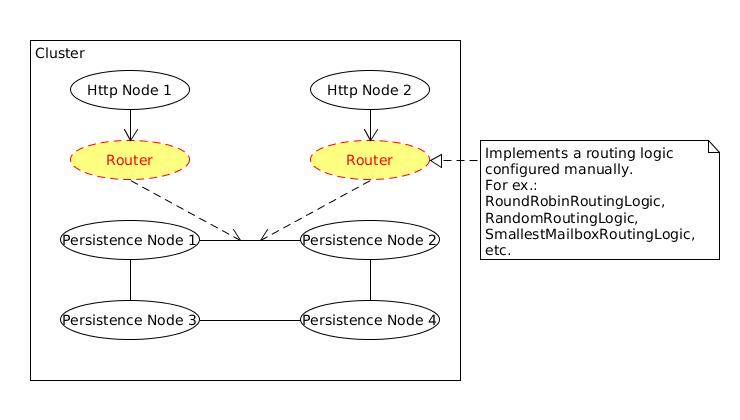 Cluster
Http Node 1
Http Node 2
Router
Router
Implements a routing logic
configured manually.
For ex.:
RoundRobinRoutingLogic,
RandomRoutingLogic,
SmallestMailboxRoutingLogic,
etc.
Persistence Node 1
Persistence Node 2
Persistence Node 3
Persistence Node 4